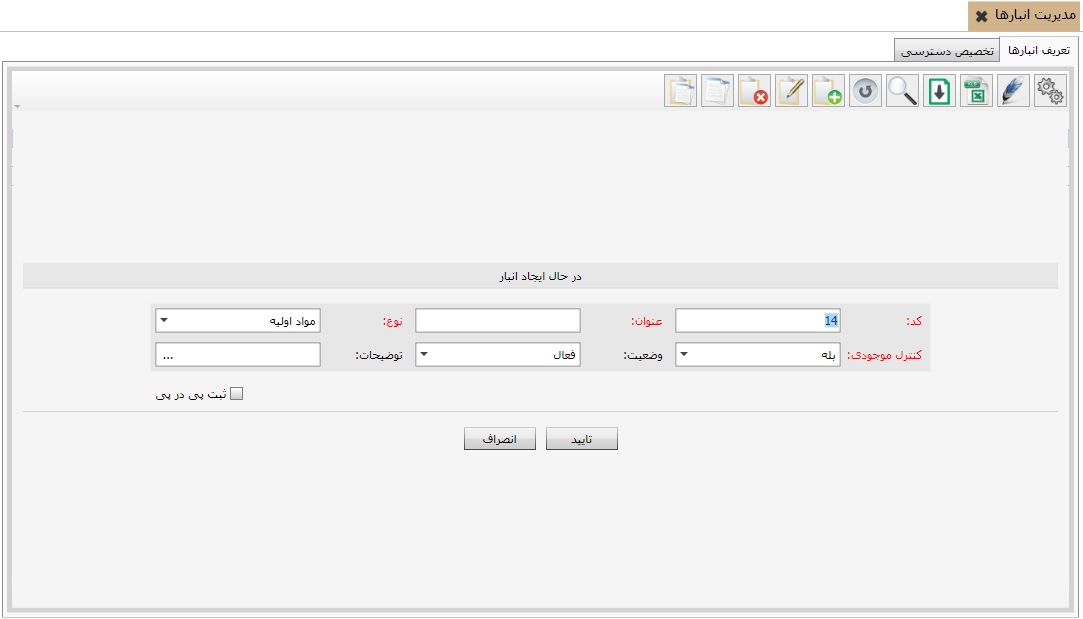 مدیریت انبارها
تعریف انبارها
تخصیص دسترسی
در حال ایجاد انبار
کد: 14 عنوان: نوع: مواد اولیه
کنترل موجودی: بله وضعیت: فعال توضیحات: ...
ثبت پی در پی
تایید انصراف